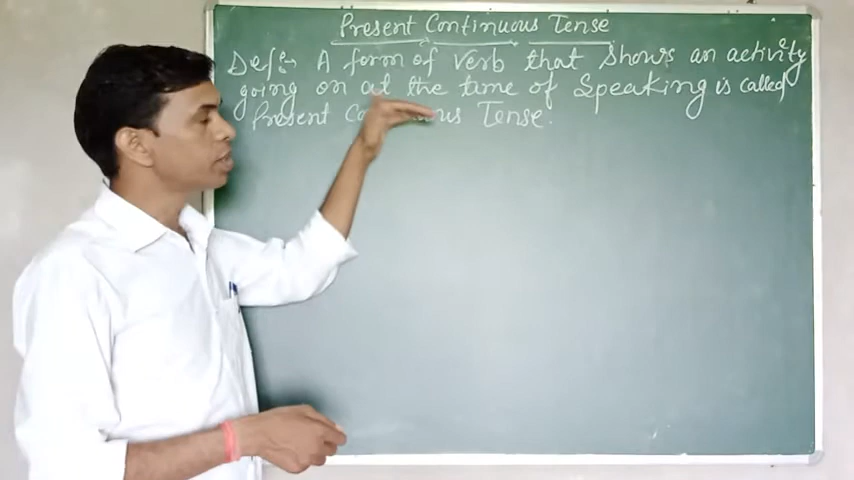 Present Continuous Tense
Def:- A form of verb that shows an activity
going on at the time of Speaking is called
Present Tense.